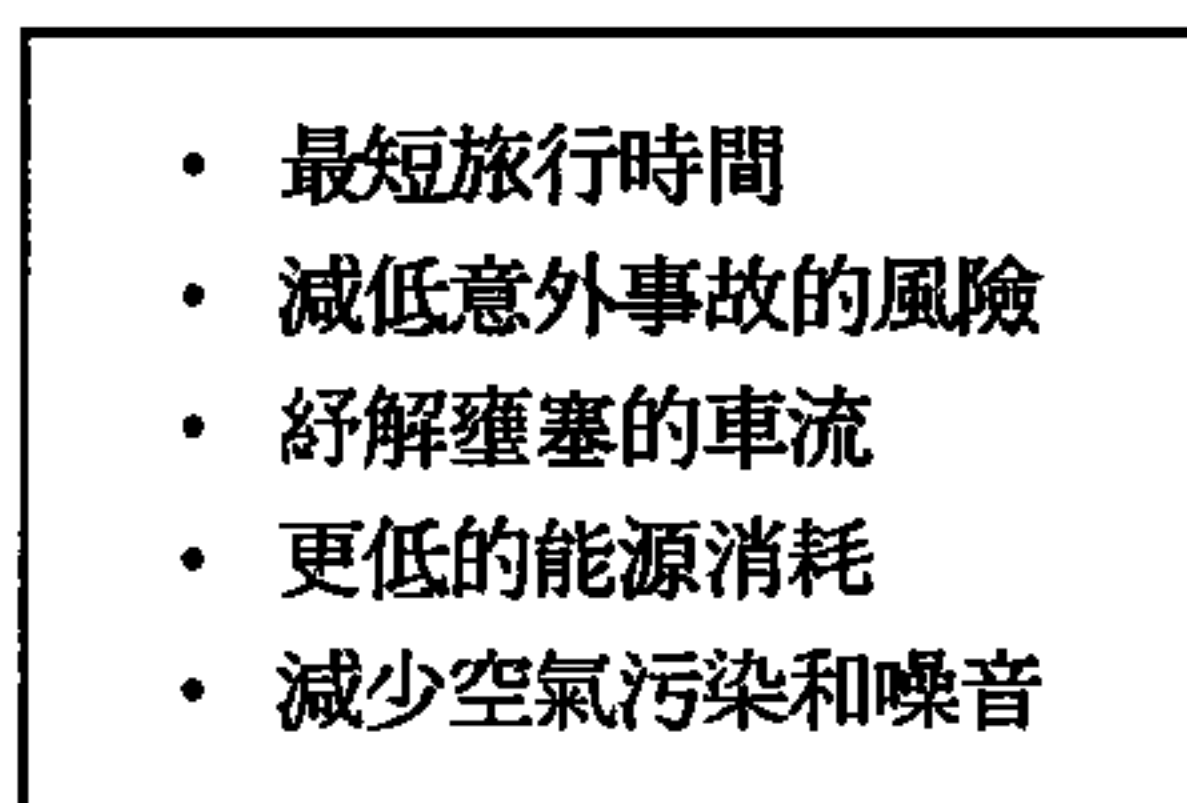 • 最短旅行時間
• 減低意外事故的風險
• 紓解壅塞的車流
• 更低的能源消耗
• 減少空氣污染和噪音